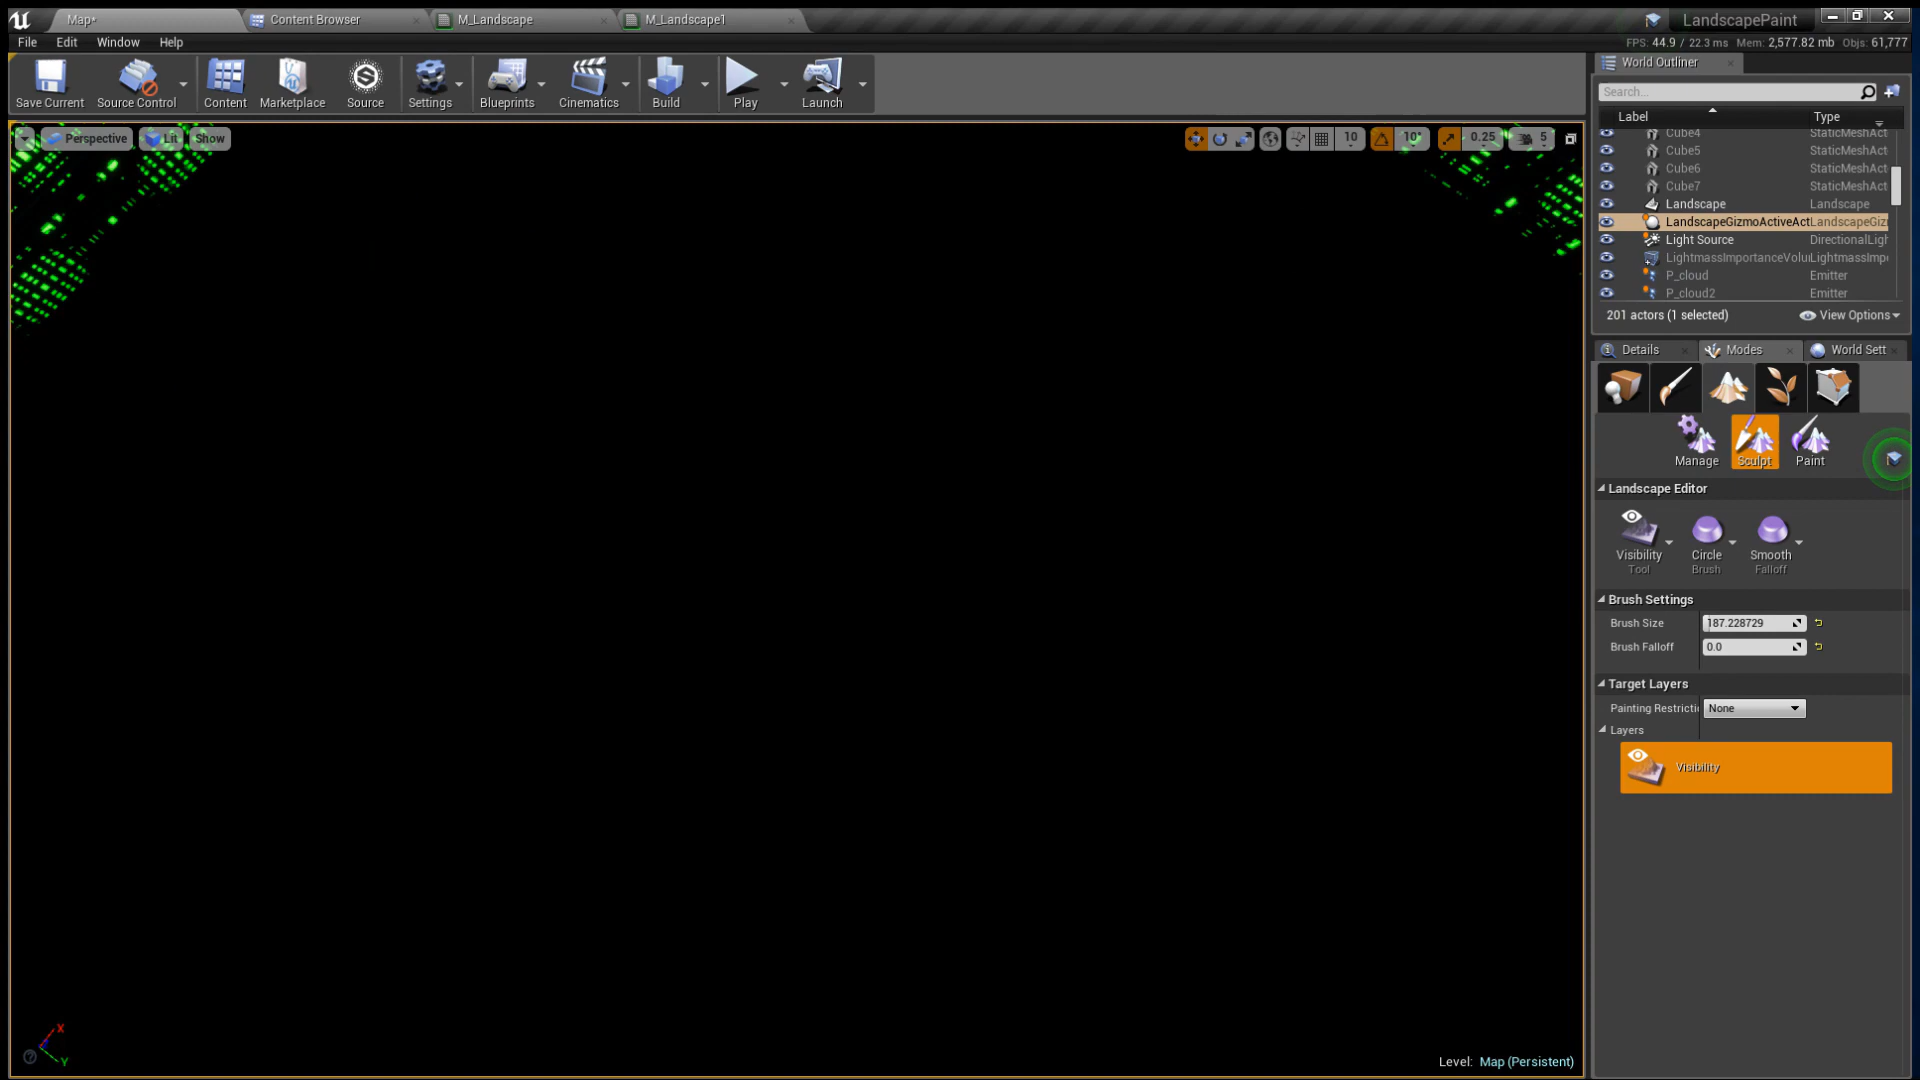 Map*
Content Browser
M_Landscape
M_Landscape1
LandscapePaint
File Edit Window Help
FPS: 44.9 / 22.3 ms Mem: 2,577.82 mb Objs: 61,777
Save Current
Source Control
Content
Marketplace
Source
Settings
Blueprints
Cinematics
Build
Play
Launch
World Outliner
Search...
Label Type
Cube4 StaticMeshAct
Cube5 StaticMeshAct
Cube6 StaticMeshAct
Cube7 StaticMeshAct
Landscape Landscape
LandscapeGizmoActiveAct LandscapeGiz
Light Source DirectionalLigh
LightmassImportanceVolu LightmassImp
P_cloud Emitter
P_cloud2 Emitter
201 actors (1 selected) View Options
Perspective Lit Show
10 10° 0.25 5
Details Modes World Sett
Manage Sculpt Paint
Landscape Editor
Visibility Circle Smooth
Tool Brush Falloff
Brush Settings
Brush Size 187.228729
Brush Falloff 0.0
Target Layers
Painting Restricti None
Layers
Visibility
X
Y
Level: Map (Persistent)